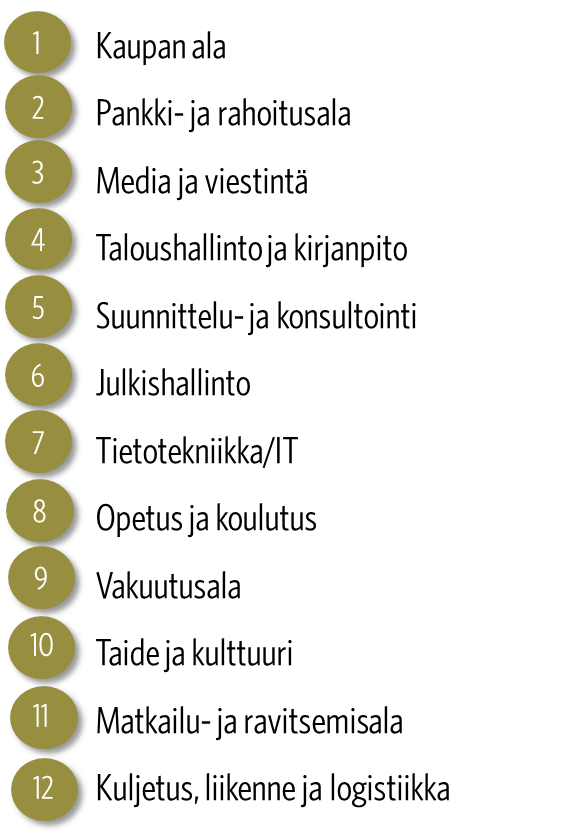 1 Kaupan ala
2 Pankki- ja rahoitusala
3 Media ja viestintä
4 Taloushallinto ja kirjanpito
5 Suunnittelu- ja konsultointi
6 Julkishallinto
7 Tietotekniikka/IT
8 Opetus ja koulutus
9 Vakuutusala
10 Taide ja kulttuuri
11 Matkailu- ja ravitsemisala
12 Kuljetus, liikenne ja logistiikka